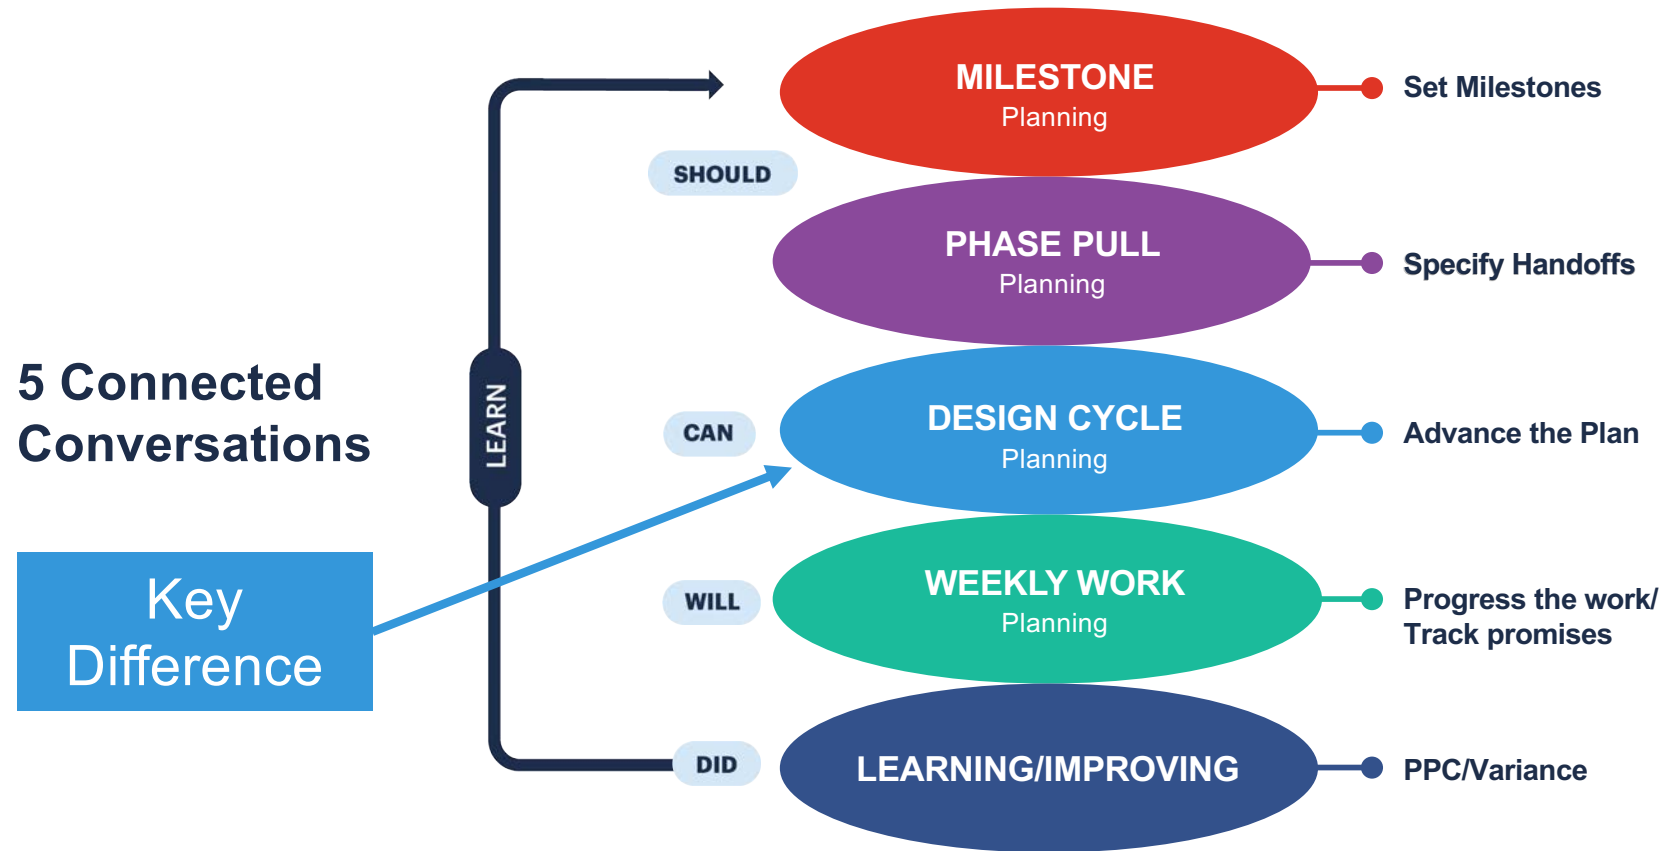 MILESTONE
Planning
Set Milestones
SHOULD
PHASE PULL
Planning
Specify Handoffs
5 Connected
Conversations
LEARN
CAN
DESIGN CYCLE
Planning
Advance the Plan
Key
Difference
WILL
WEEKLY WORK
Planning
Progress the work/
Track promises
DID
LEARNING/IMPROVING
PPC/Variance